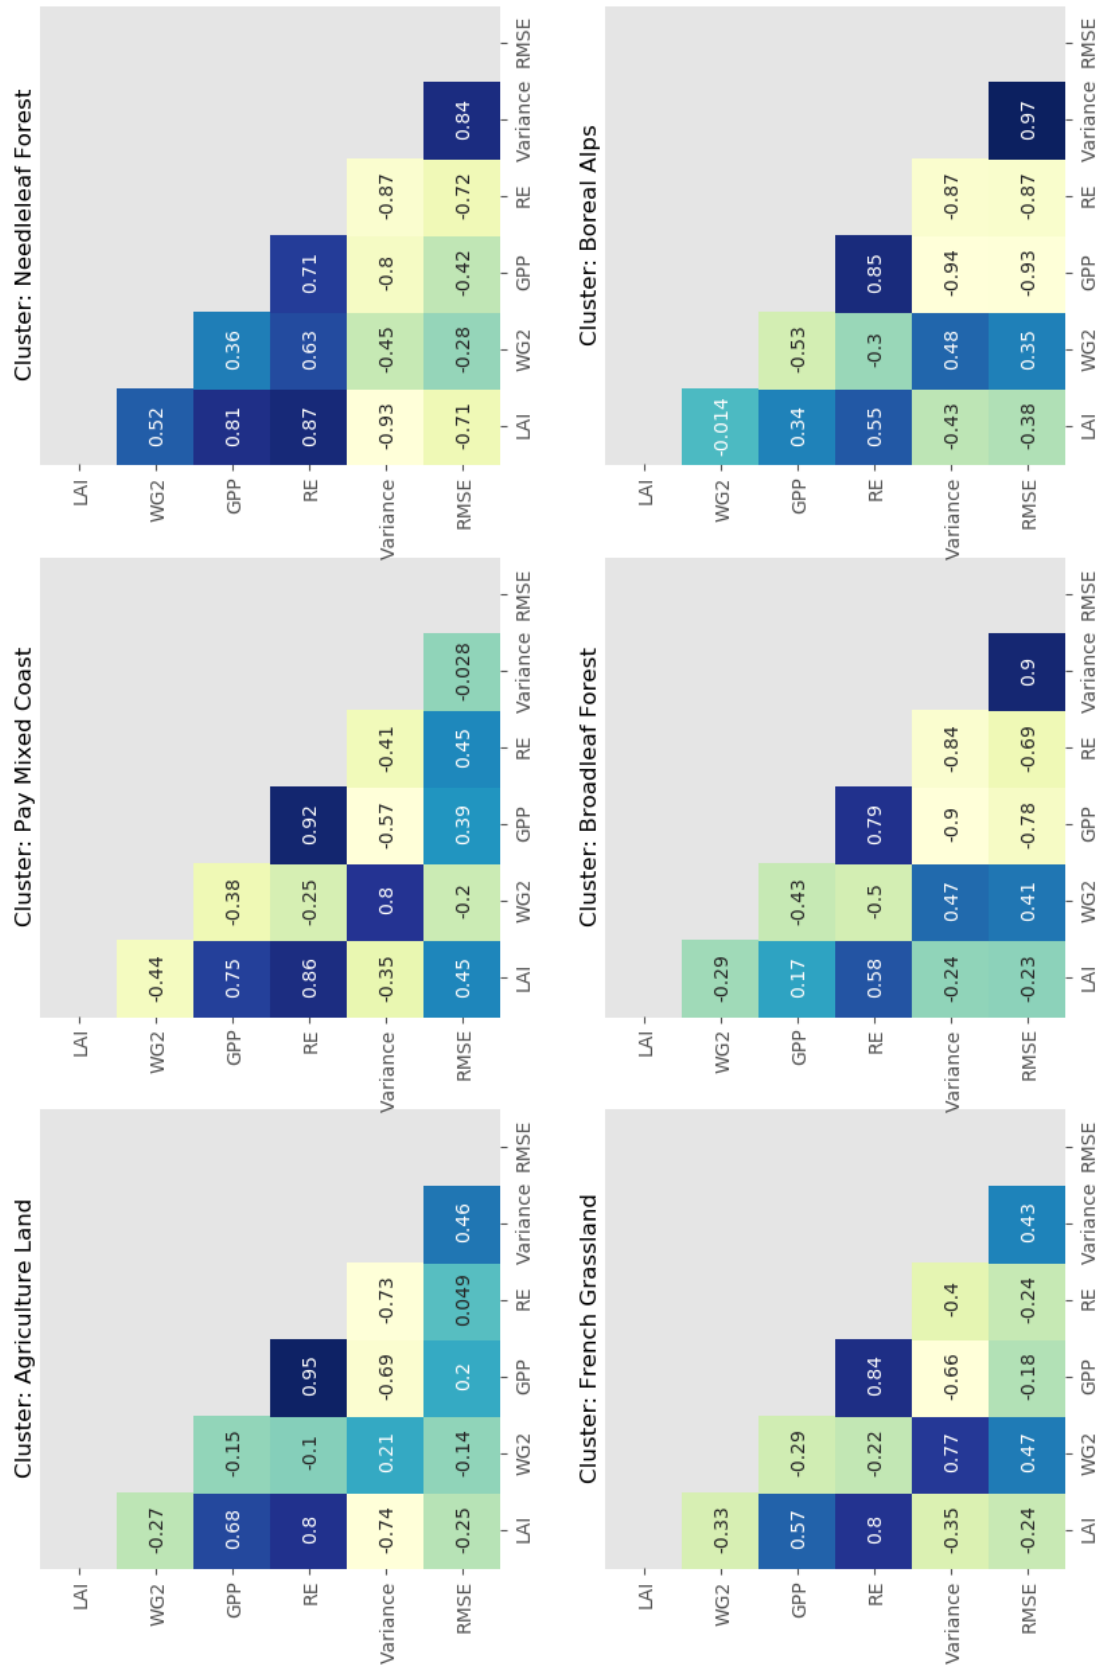 Cluster: Agriculture Land
LAI
WG2 -0.27
GPP 0.68 -0.15
RE 0.8 -0.1 0.95
Variance -0.74 0.21 -0.69 -0.73
RMSE -0.25 -0.14 0.2 0.049 0.46
LAI WG2 GPP RE Variance RMSE
Cluster: Pay Mixed Coast
LAI
WG2 -0.44
GPP 0.75 -0.38
RE 0.86 -0.25 0.92
Variance -0.35 0.8 -0.57 -0.41
RMSE 0.45 -0.2 0.39 0.45 -0.028
LAI WG2 GPP RE Variance RMSE
Cluster: Needleleaf Forest
LAI
WG2 0.52
GPP 0.81 0.36
RE 0.87 0.63 0.71
Variance -0.93 -0.45 -0.8 -0.87
RMSE -0.71 -0.28 -0.42 -0.72 0.84
LAI WG2 GPP RE Variance RMSE
Cluster: French Grassland
LAI
WG2 -0.33
GPP 0.57 -0.29
RE 0.8 -0.22 0.84
Variance -0.35 0.77 -0.66 -0.4
RMSE -0.24 0.47 -0.18 -0.24 0.43
LAI WG2 GPP RE Variance RMSE
Cluster: Broadleaf Forest
LAI
WG2 -0.29
GPP 0.17 -0.43
RE 0.58 -0.5 0.79
Variance -0.24 0.47 -0.9 -0.84
RMSE -0.23 0.41 -0.78 -0.69 0.9
LAI WG2 GPP RE Variance RMSE
Cluster: Boreal Alps
LAI
WG2 -0.014
GPP 0.34 -0.53
RE 0.55 -0.3 0.85
Variance -0.43 0.48 -0.94 -0.87
RMSE -0.38 0.35 -0.93 -0.87 0.97
LAI WG2 GPP RE Variance RMSE